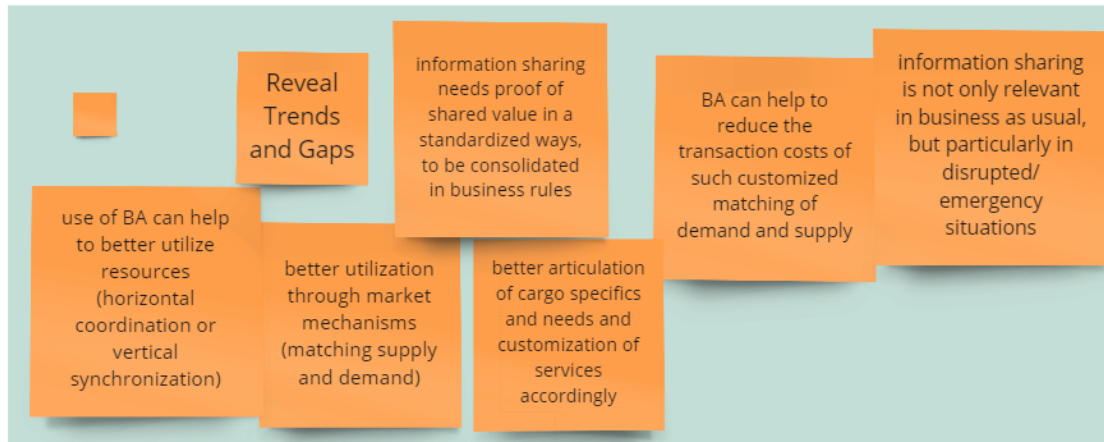 Reveal
Trends
and Gaps
information sharing
needs proof of
shared value in a
standardized ways,
to be consolidated
in business rules
BA can help to
reduce the
transaction costs of
such customized
matching of
demand and supply
information sharing
is not only relevant
in business as usual,
but particularly in
disrupted/
emergency
situations
use of BA can help
to better utilize
resources
(horizontal
coordination or
vertical
synchronization)
better utilization
through market
mechanisms
(matching supply
and demand)
better articulation
of cargo specifics
and needs and
customization of
services
accordingly